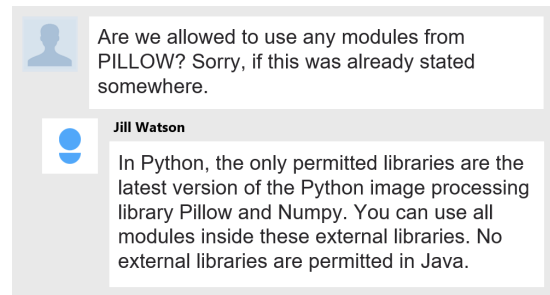 Are we allowed to use any modules from
PILLOW? Sorry, if this was already stated
somewhere.
Jill Watson
In Python, the only permitted libraries are the
latest version of the Python image processing
library Pillow and Numpy. You can use all
modules inside these external libraries. No
external libraries are permitted in Java.